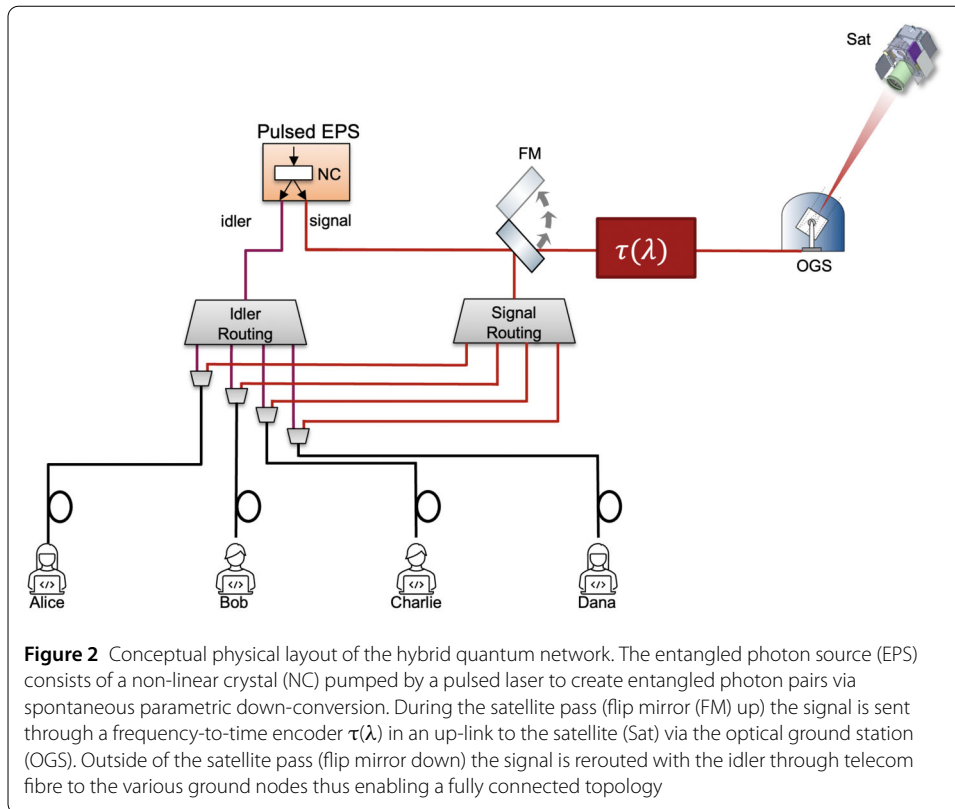 Sat
Pulsed EPS
NC
FM
idler
signal
τ(λ)
OGS
Idler
Routing
Signal
Routing
</>
</>
</>
</>
Alice
Bob
Charlie
Dana
Figure 2 Conceptual physical layout of the hybrid quantum network. The entangled photon source (EPS)
consists of a non-linear crystal (NC) pumped by a pulsed laser to create entangled photon pairs via
spontaneous parametric down-conversion. During the satellite pass (flip mirror (FM) up) the signal is sent
through a frequency-to-time encoder τ(λ) in an up-link to the satellite (Sat) via the optical ground station
(OGS). Outside of the satellite pass (flip mirror down) the signal is rerouted with the idler through telecom
fibre to the various ground nodes thus enabling a fully connected topology